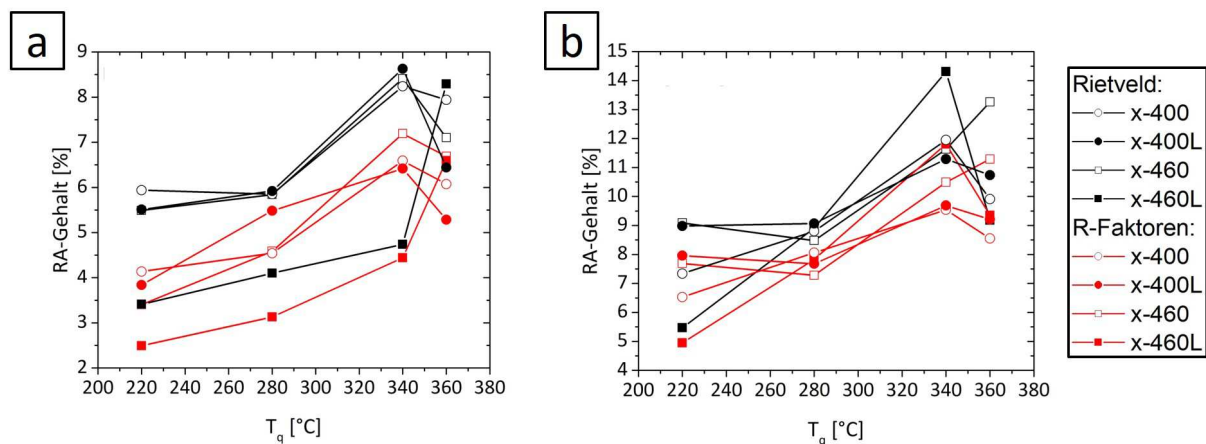 a
RA-Gehalt [%]
9
8
7
6
5
4
3
2
200 220 240 260 280 300 320 340 360 380
T_q [°C]
b
RA-Gehalt [%]
15
14
13
12
11
10
9
8
7
6
5
4
200 220 240 260 280 300 320 340 360 380
T_q [°C]
Rietveld:
x-400
x-400L
x-460
x-460L
R-Faktoren:
x-400
x-400L
x-460
x-460L